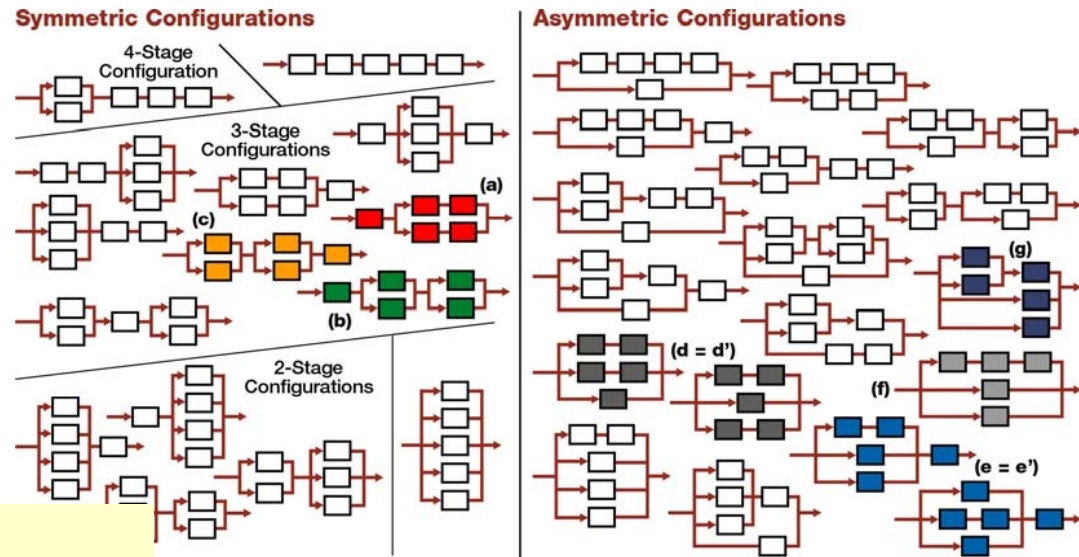 Symmetric Configurations
Asymmetric Configurations
4-Stage
Configuration
3-Stage
Configurations
(a)
(c)
(b)
(g)
(d = d’)
(f)
2-Stage
Configurations
(e = e’)